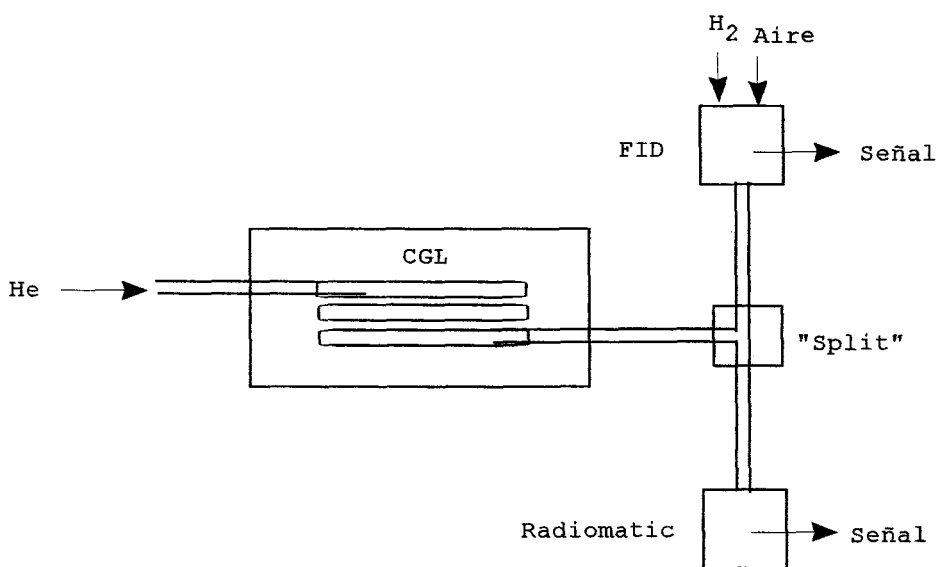 H2 Aire
FID
Señal
CGL
He
"Split"
Radiomatic
Señal